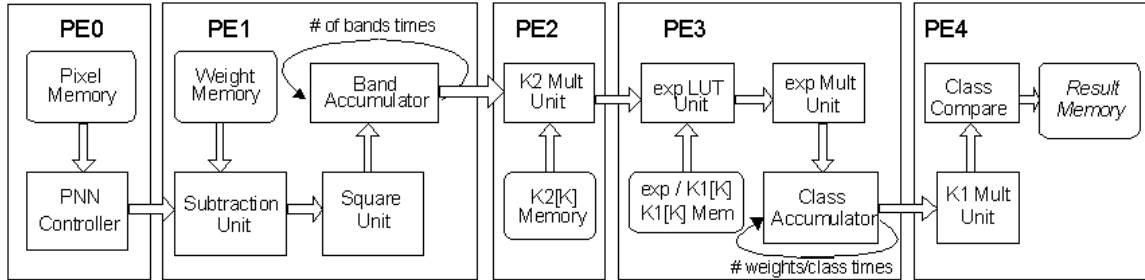 PE0
Pixel
Memory
PNN
Controller
PE1
# of bands times
Weight
Memory
Band
Accumulator
Subtraction
Unit
Square
Unit
PE2
K2 Mult
Unit
K2[K]
Memory
PE3
exp LUT
Unit
exp Mult
Unit
exp / K1[K]
K1[K] Mem
Class
Accumulator
# weights/class times
PE4
Class
Compare
Result
Memory
K1 Mult
Unit